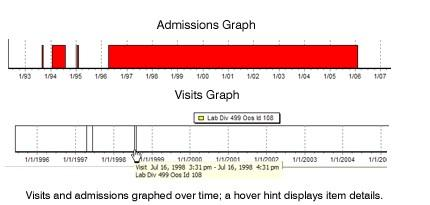 Admissions Graph
1/93 1/94 1/95 1/96 1/97 1/98 1/99 1/00 1/01 1/02 1/03 1/04 1/05 1/06 1/07
Visits Graph
Lab Div 499 Oos Id 108
1/1/1996 1/1/1997 1/1/1998 1/1/1999 1/1/2000 1/1/2001 1/1/2002 1/1/2003 1/1/2004 1/1/20
Visit Jul 16, 1998 3:31 pm - Jul 16, 1998 4:31 pm
Lab Div 499 Oos Id 108
Visits and admissions graphed over time; a hover hint displays item details.